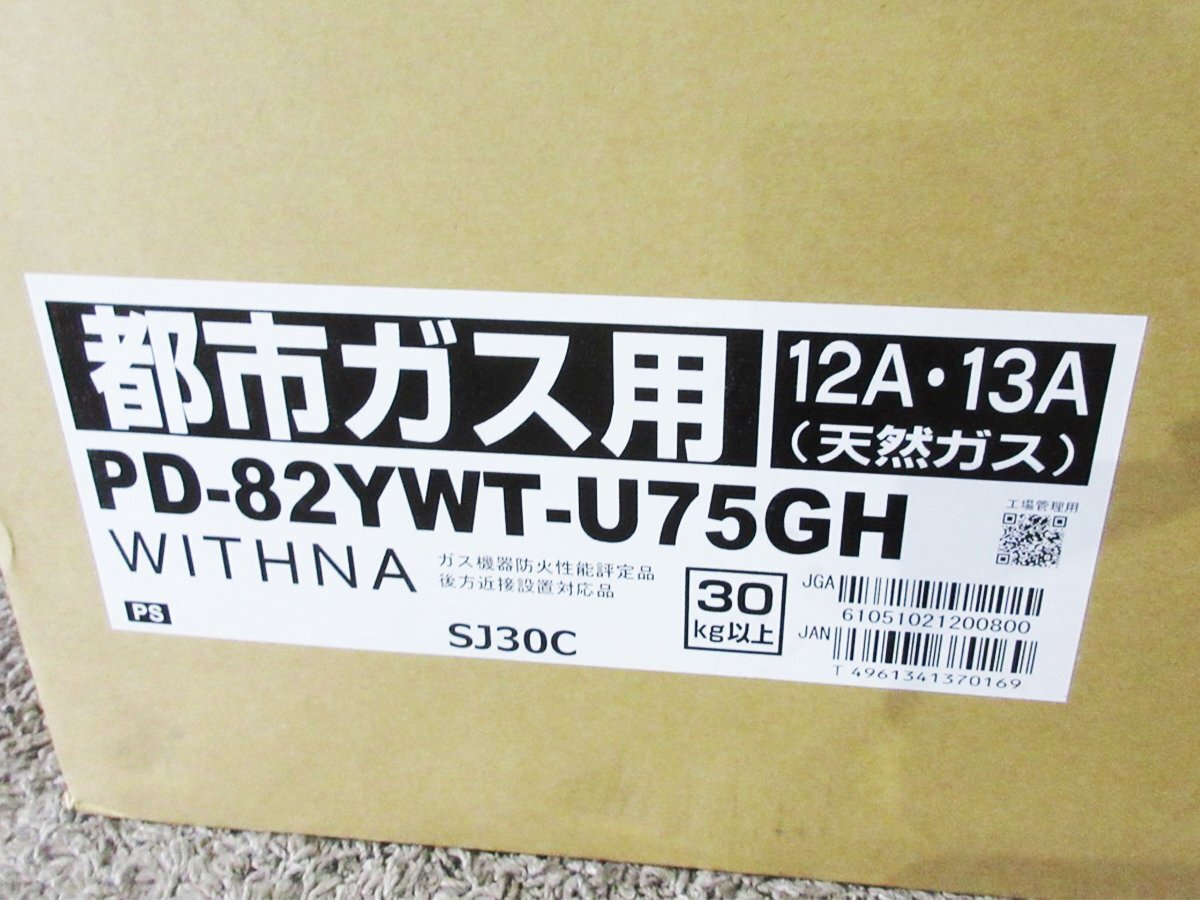 都市ガス用
12A・13A
(天然ガス)
PD-82YWT-U75GH
工場管理用
WITHNA
ガス機器防火性能評定品
後方近接設置対応品
PS
SJ30C
30
kg以上
JGA
61051021200800
JAN
T 4961341370169